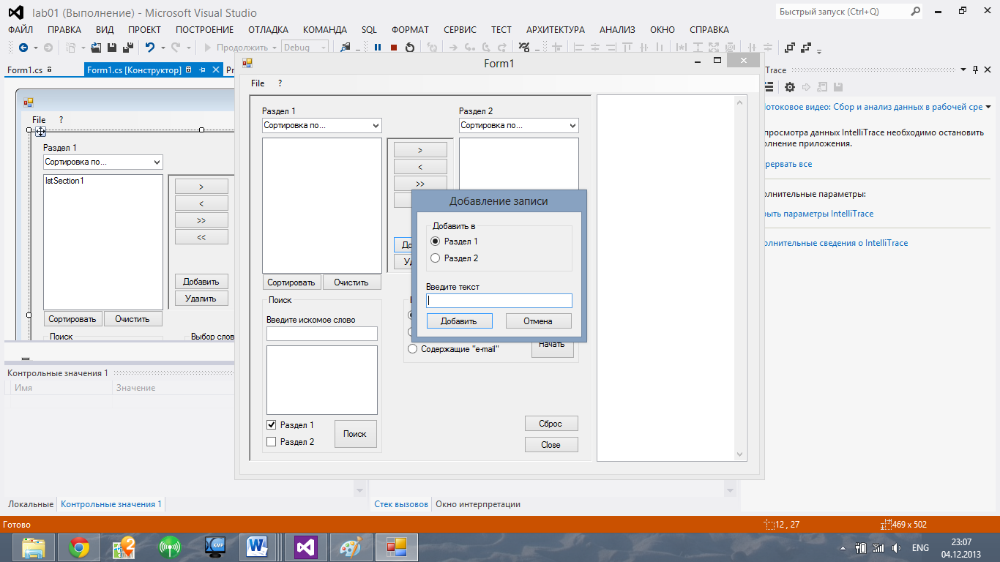 lab01 (Выполнение) - Microsoft Visual Studio
Быстрый запуск (Ctrl+Q)
ФАЙЛ ПРАВКА ВИД ПРОЕКТ ПОСТРОЕНИЕ ОТЛАДКА КОМАНДА SQL ФОРМАТ СЕРВИС ТЕСТ АРХИТЕКТУРА АНАЛИЗ ОКНО СПРАВКА
Продолжить Debug
Form1.cs Form1.cs [Конструктор] Pr
File ?
Раздел 1
Сортировка по...
lstSection1
>
<
>>
<<
Добавить
Удалить
Сортировать Очистить
Поиск Выбор слов
Form1
File ?
Раздел 1 Раздел 2
Сортировка по... Сортировка по...
>
<
>>
До
У
Сортировать Очистить
Поиск
Введите искомое слово
Раздел 1
Раздел 2
Поиск
Содержащие "e-mail"
Начать
Сброс
Close
Добавление записи
Добавить в
Раздел 1
Раздел 2
Введите текст
Добавить Отмена
Trace
отоковое видео: Сбор и анализ данных в рабочей сре
просмотра данных IntelliTrace необходимо остановить
олнение приложения.
рервать все
олнительные параметры:
рыть параметры IntelliTrace
олнительные сведения о IntelliTrace
Контрольные значения 1
Имя Значение
Локальные Контрольные значения 1 Стек вызовов Окно интерпретации
Готово 12 , 27 469 x 502
2 KMP W ENG 23:07
04.12.2013